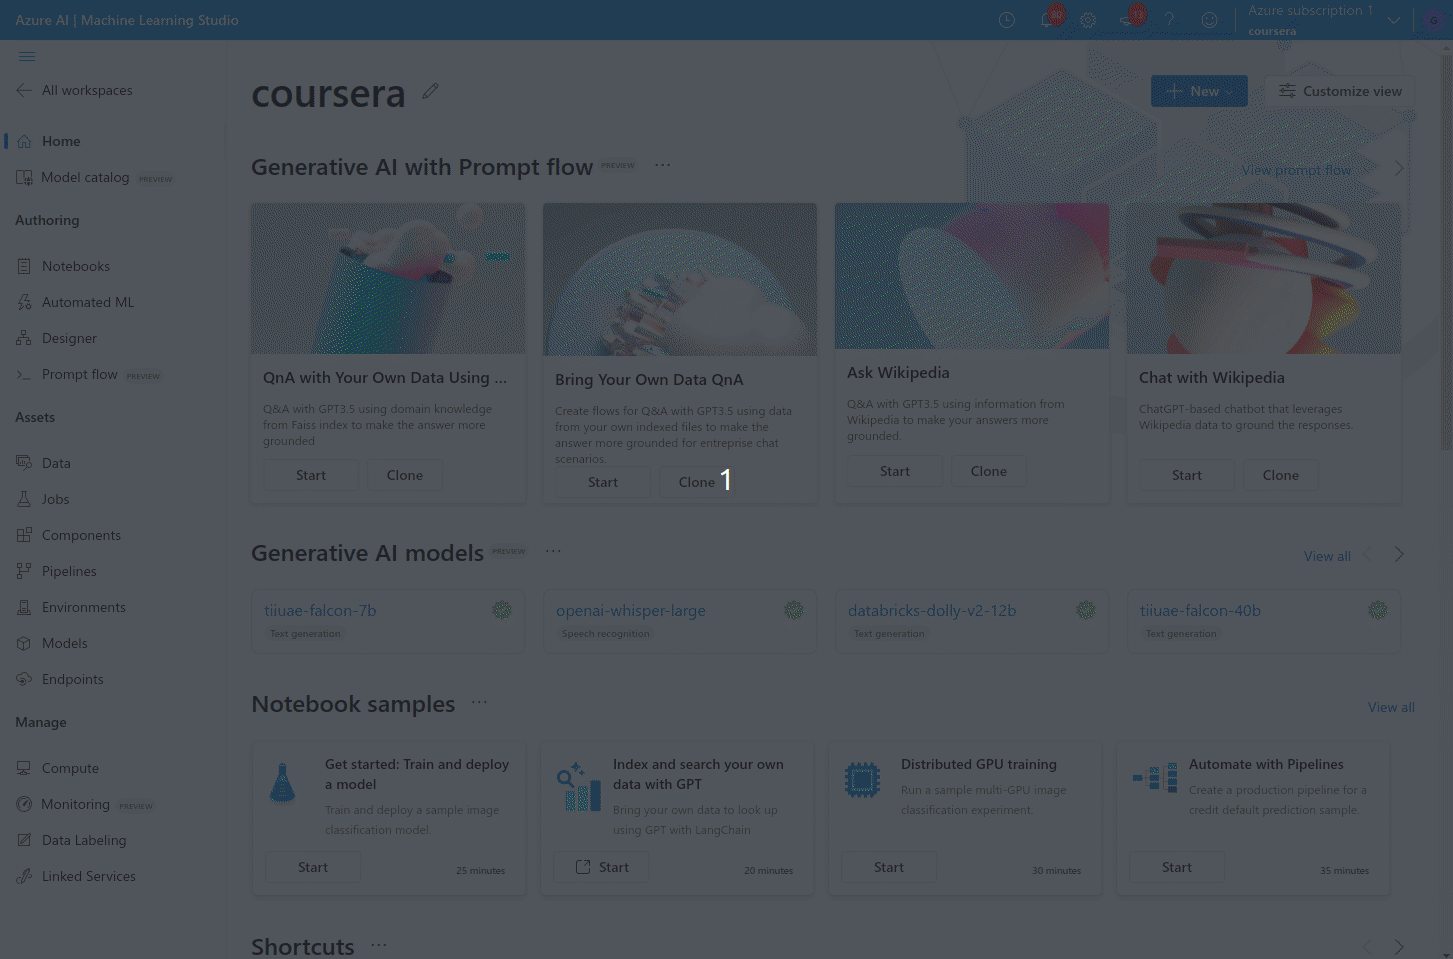 Azure AI | Machine Learning Studio
80
13
?
Azure subscription 1
coursera
G
All workspaces
Home
Model catalog PREVIEW
Authoring
Notebooks
Automated ML
Designer
Prompt flow PREVIEW
Assets
Data
Jobs
Components
Pipelines
Environments
Models
Endpoints
Manage
Compute
Monitoring PREVIEW
Data Labeling
Linked Services
coursera
New
Customize view
Generative AI with Prompt flow PREVIEW ...
View prompt flow
QnA with Your Own Data Using ...
Q&A with GPT3.5 using domain knowledge
from Faiss index to make the answer more
grounded
Start
Clone
Bring Your Own Data QnA
Create flows for Q&A with GPT3.5 using data
from your own indexed files to make the
answer more grounded for entreprise chat
scenarios.
Start
Clone
1
Ask Wikipedia
Q&A with GPT3.5 using information from
Wikipedia to make your answers more
grounded.
Start
Clone
Chat with Wikipedia
ChatGPT-based chatbot that leverages
Wikipedia data to ground the responses.
Start
Clone
Generative AI models PREVIEW ...
View all
tiiuae-falcon-7b
Text generation
openai-whisper-large
Speech recognition
databricks-dolly-v2-12b
Text generation
tiiuae-falcon-40b
Text generation
Notebook samples ...
View all
Get started: Train and deploy
a model
Train and deploy a sample image
classification model.
Start
25 minutes
Index and search your own
data with GPT
Bring your own data to look up
using GPT with LangChain
Start
20 minutes
Distributed GPU training
Run a sample multi-GPU image
classification experiment.
Start
30 minutes
Automate with Pipelines
Create a production pipeline for a
credit default prediction sample.
Start
35 minutes
Shortcuts ...